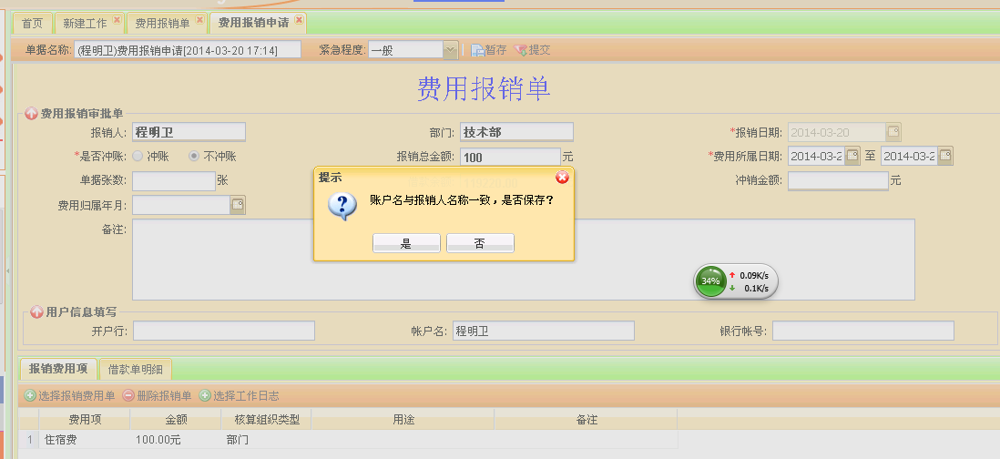 首页 新建工作 费用报销单 费用报销申请
单据名称: (程明卫)费用报销申请[2014-03-20 17:14] 紧急程度: 一般 暂存 提交
费用报销单
费用报销审批单
报销人: 程明卫 部门: 技术部 *报销日期: 2014-03-20
*是否冲账: 冲账 不冲账 报销总金额: 100 元 *费用所属日期: 2014-03-2 至 2014-03-2
提示
单据张数: 张 冲销金额: 元
账户名与报销人名称一致，是否保存？
费用归属年月:
备注:
是 否
34% 0.09K/s
0.1K/s
用户信息填写
开户行: 帐户名: 程明卫 银行帐号:
报销费用项 借款单明细
选择报销费用单 删除报销单 选择工作日志
费用项 金额 核算组织类型 用途 备注
1 住宿费 100.00元 部门